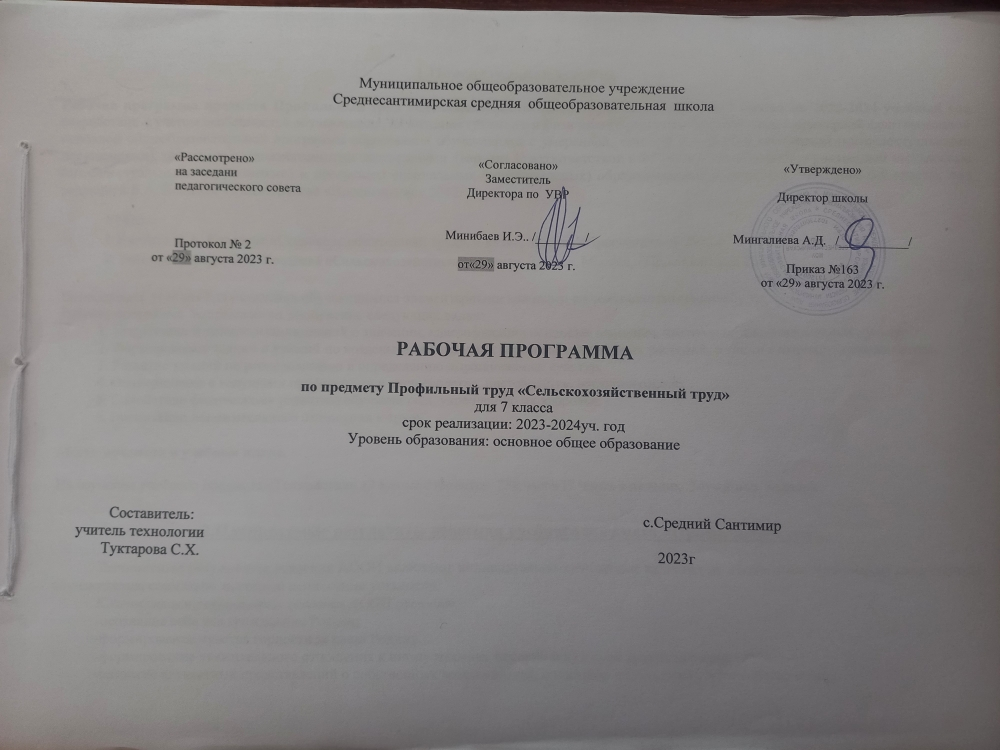 Муниципальное общеобразовательное учреждение
Среднесантимирская средняя общеобразовательная школа
«Рассмотрено»
на заседани
педагогического совета
Протокол № 2
от «29» августа 2023 г.
«Согласовано»
Заместитель
Директора по УВР
Минибаев И.Э.. /________/
от«29» августа 2023 г.
«Утверждено»
Директор школы
Мингалиева А.Д. /____________/
Приказ №163
от «29» августа 2023 г.
РАБОЧАЯ ПРОГРАММА
по предмету Профильный труд «Сельскохозяйственный труд»
для 7 класса
срок реализации: 2023-2024уч. год
Уровень образования: основное общее образование
Составитель:
учитель технологии
Туктарова С.Х.
с.Средний Сантимир
2023г